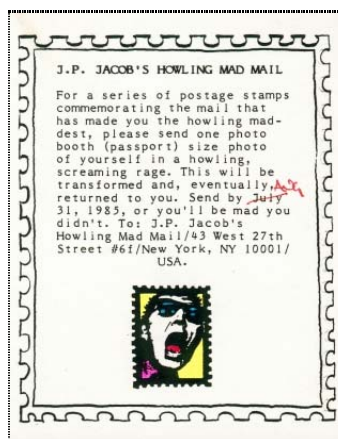 J.P. JACOB'S HOWLING MAD MAIL
For a series of postage stamps
commemorating the mail that
has made you the howling mad-
dest, please send one photo
booth (passport) size photo
of yourself in a howling,
screaming rage. This will be
transformed and, eventually,
returned to you. Send by July
31, 1985, or you'll be mad you
didn't. To: J.P. Jacob's
Howling Mad Mail/43 West 27th
Street #6f/New York, NY 10001/
USA.